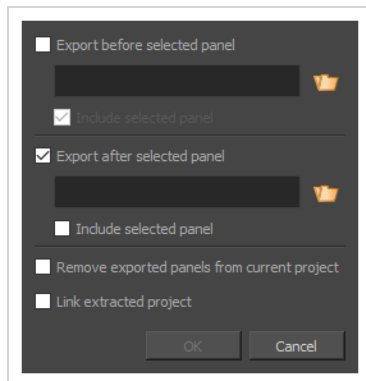 Export before selected panel
Include selected panel
Export after selected panel
Include selected panel
Remove exported panels from current project
Link extracted project
OK
Cancel